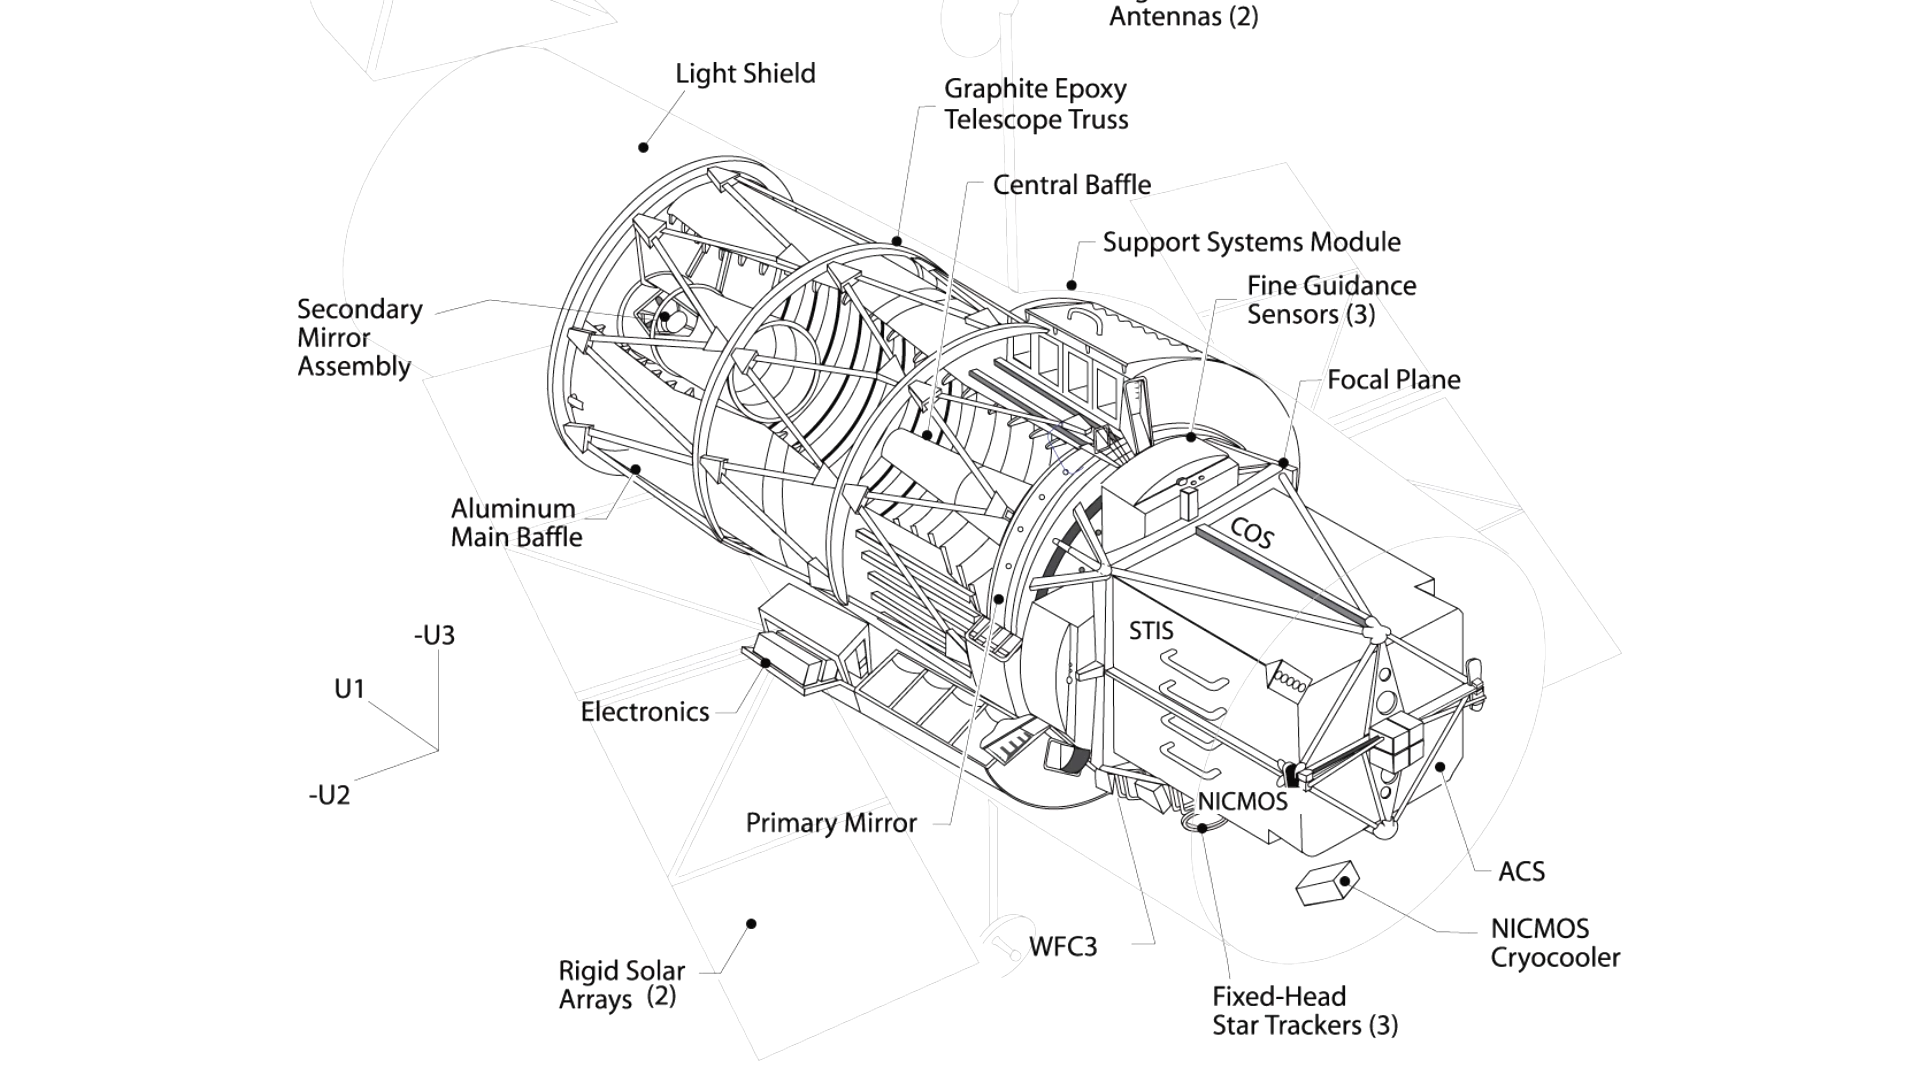 Antennas (2)
Light Shield
Graphite Epoxy
Telescope Truss
Central Baffle
Support Systems Module
Fine Guidance
Sensors (3)
Secondary
Mirror
Assembly
Focal Plane
Aluminum
Main Baffle
COS
STIS
-U3
U1
-U2
Electronics
NICMOS
Primary Mirror
ACS
NICMOS
Cryocooler
WFC3
Rigid Solar
Arrays (2)
Fixed-Head
Star Trackers (3)